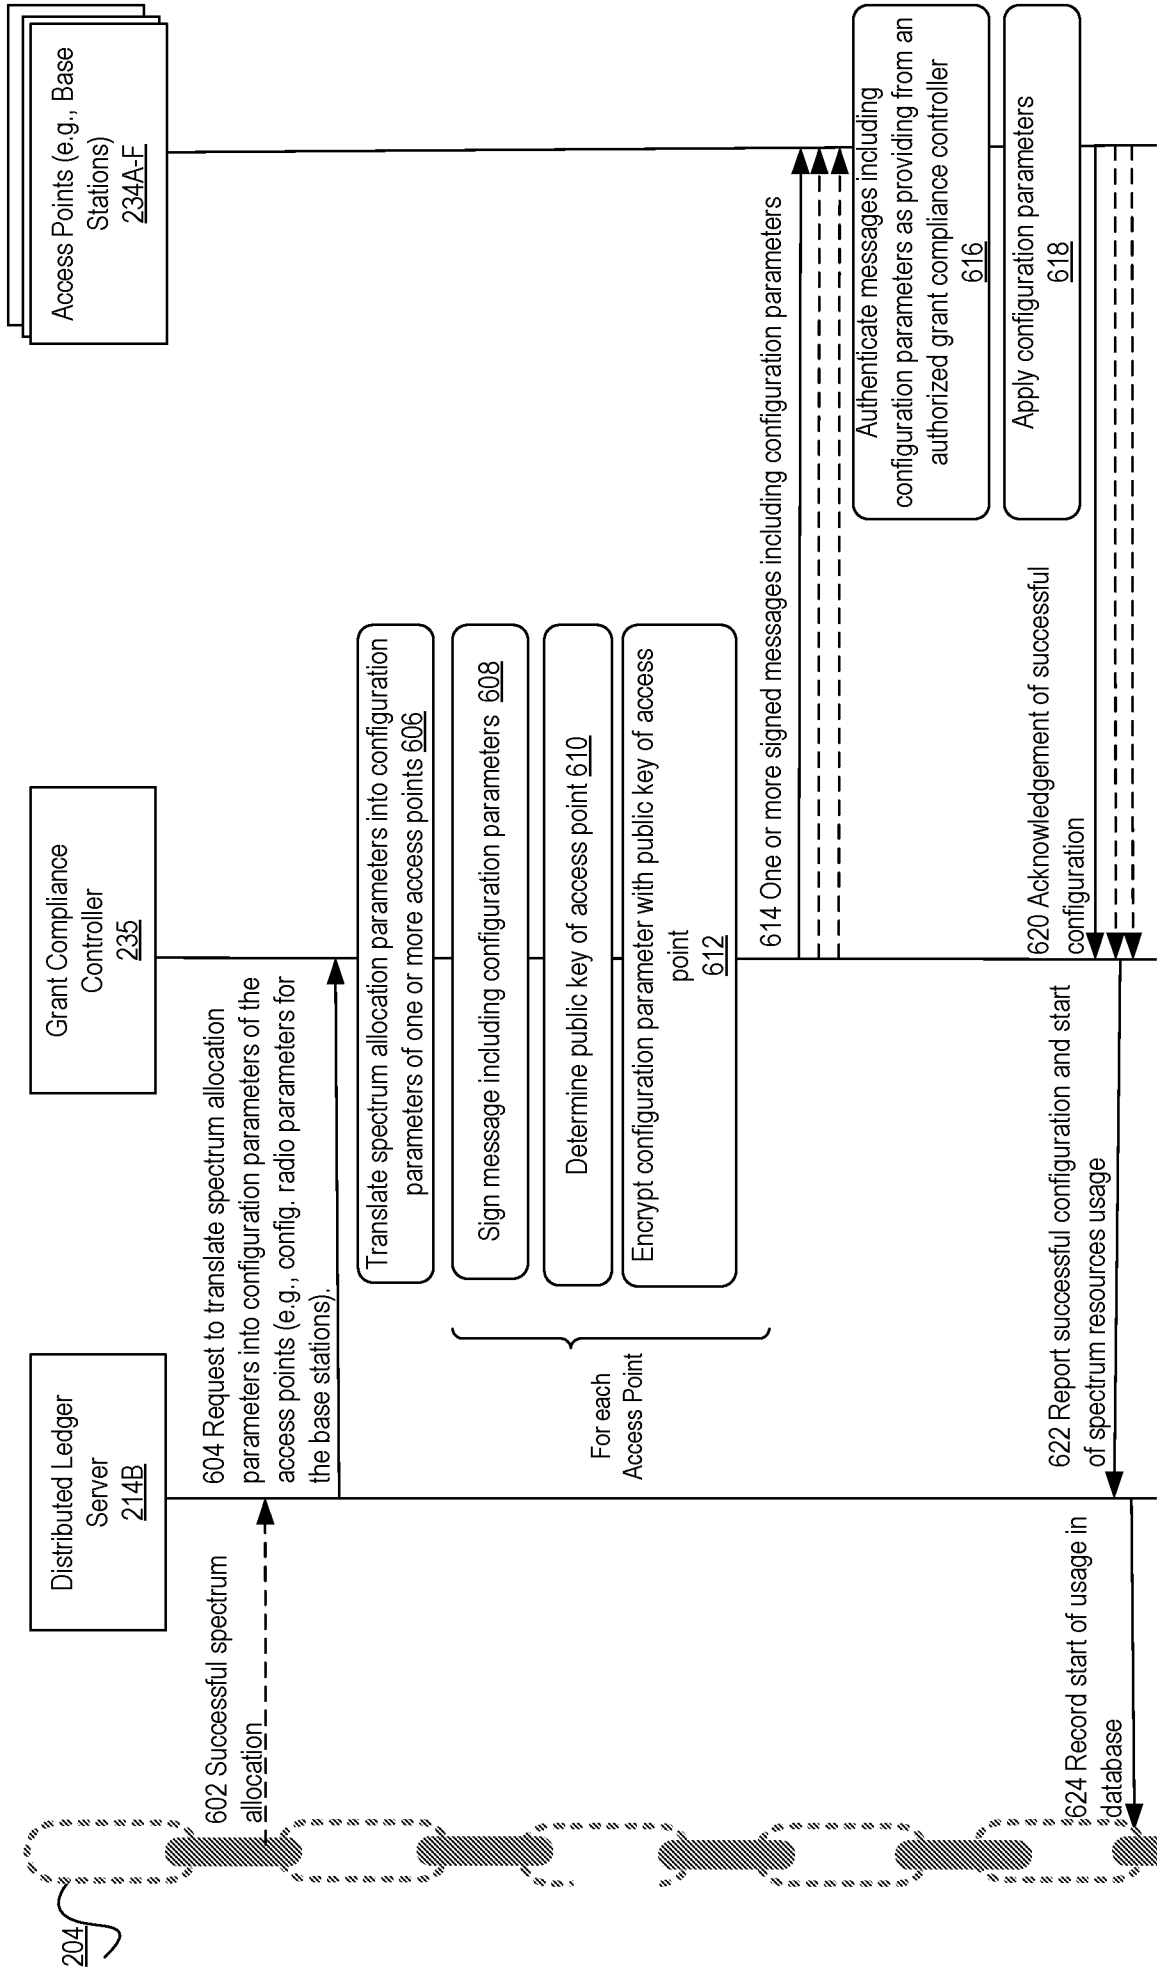 204
Distributed Ledger
Server
214B
Grant Compliance
Controller
235
Access Points (e.g., Base
Stations)
234A-F
602 Successful spectrum
allocation
604 Request to translate spectrum allocation
parameters into configuration parameters of the
access points (e.g., config. radio parameters for
the base stations).
Translate spectrum allocation parameters into configuration
parameters of one or more access points 606
Sign message including configuration parameters 608
Determine public key of access point 610
Encrypt configuration parameter with public key of access
point
612
For each
Access Point
614 One or more signed messages including configuration parameters
Authenticate messages including
configuration parameters as providing from an
authorized grant compliance controller
616
Apply configuration parameters
618
620 Acknowledgement of successful
configuration
622 Report successful configuration and start
of spectrum resources usage
624 Record start of usage in
database